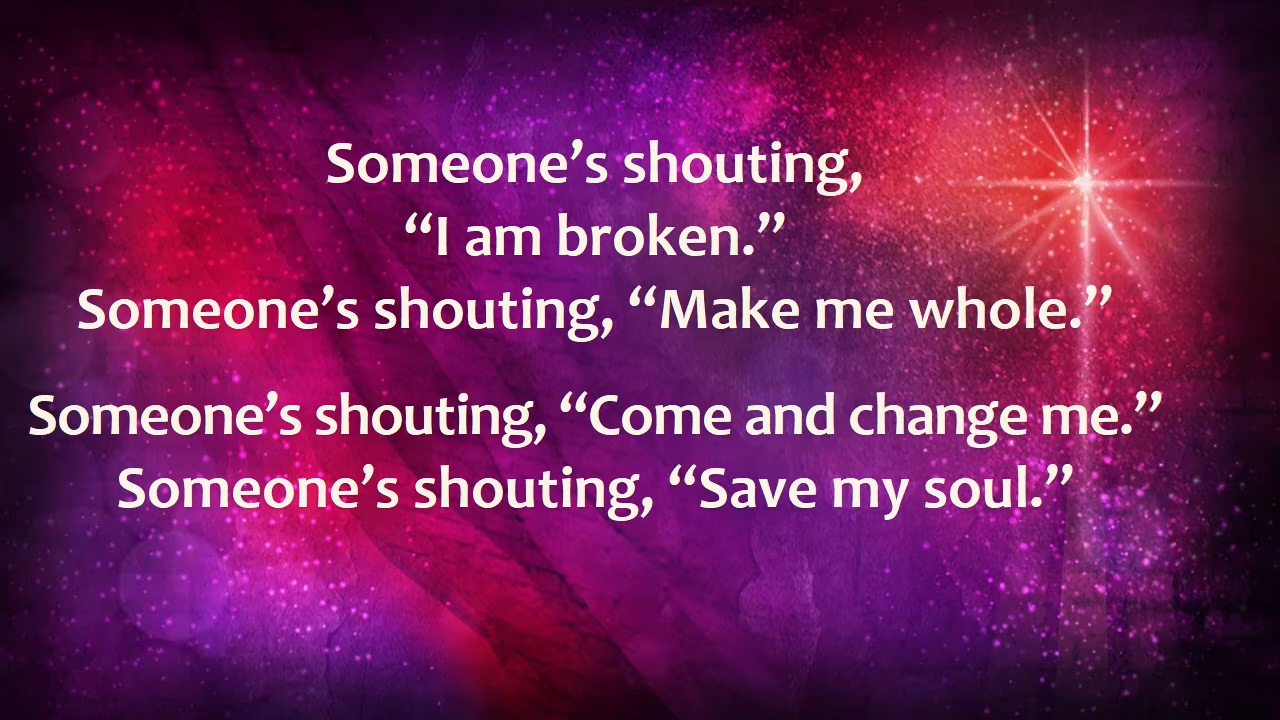 Someone’s shouting,
“I am broken.”
Someone’s shouting, “Make me whole.”
Someone’s shouting, “Come and change me.”
Someone’s shouting, “Save my soul.”